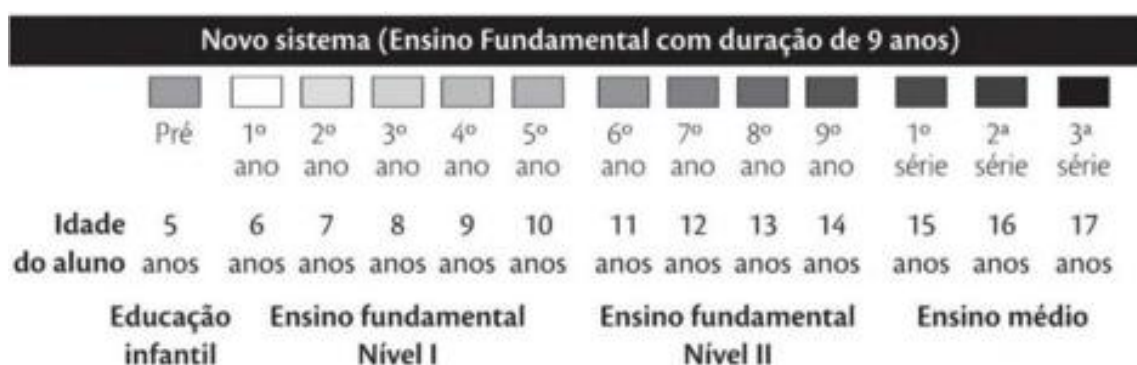 Novo sistema (Ensino Fundamental com duração de 9 anos)
Pré 1º 2º 3º 4º 5º 6º 7º 8º 9º 1º 2ª 3ª
ano ano ano ano ano ano ano ano ano série série série
Idade 5 6 7 8 9 10 11 12 13 14 15 16 17
do aluno anos anos anos anos anos anos anos anos anos anos anos anos anos
Educação Ensino fundamental Ensino fundamental Ensino médio
infantil Nível I Nível II